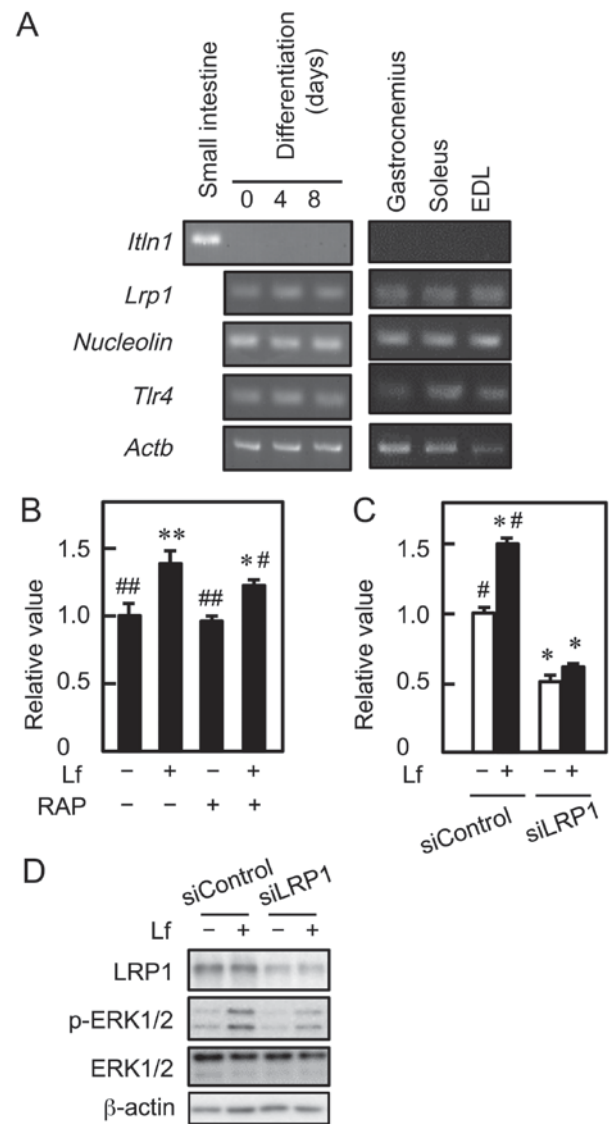 A
Small intestine
Differentiation
(days)
0 4 8
Gastrocnemius
Soleus
EDL
Itln1
Lrp1
Nucleolin
Tlr4
Actb
B
Relative value
1.5
1.0
0.5
0
## ** ## *#
Lf − + − +
RAP − − + +
C
Relative value
1.5
1.0
0.5
0
# *# * *
Lf − + − +
siControl siLRP1
D
siControl siLRP1
Lf − + − +
LRP1
p-ERK1/2
ERK1/2
β-actin